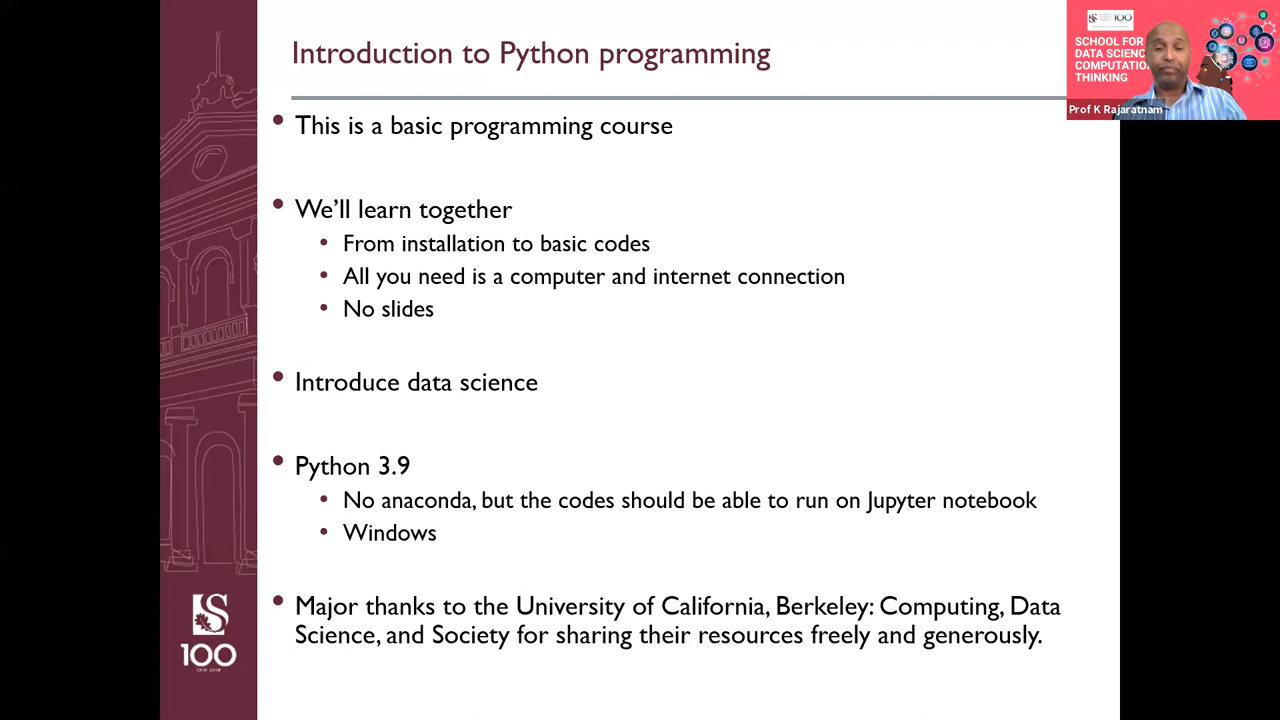 Introduction to Python programming
SCHOOL FOR
DATA SCIENC
COMPUTATIO
THINKING
100
Prof K Rajaratnam
• This is a basic programming course
• We’ll learn together
• From installation to basic codes
• All you need is a computer and internet connection
• No slides
• Introduce data science
• Python 3.9
• No anaconda, but the codes should be able to run on Jupyter notebook
• Windows
• Major thanks to the University of California, Berkeley: Computing, Data
Science, and Society for sharing their resources freely and generously.
S
100